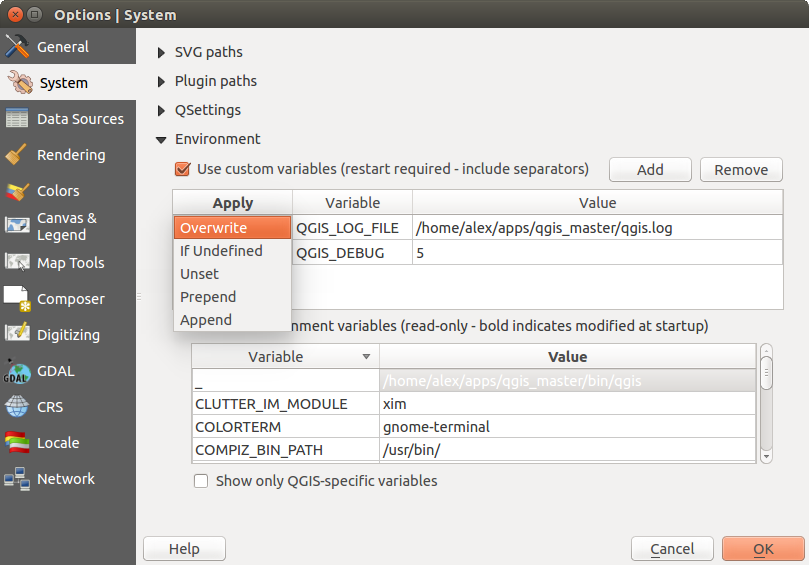 Options | System
General
System
Data Sources
Rendering
Colors
Canvas &
Legend
Map Tools
Composer
Digitizing
GDAL
GDAL
CRS
Locale
Network
SVG paths
Plugin paths
QSettings
Environment
Use custom variables (restart required - include separators)
Add
Remove
Apply
Variable
Value
Overwrite
QGIS_LOG_FILE
/home/alex/apps/qgis_master/qgis.log
If Undefined
QGIS_DEBUG
5
Unset
Prepend
Append
nment variables (read-only - bold indicates modified at startup)
Variable
Value
_
/home/alex/apps/qgis_master/bin/qgis
CLUTTER_IM_MODULE
xim
COLORTERM
gnome-terminal
COMPIZ_BIN_PATH
/usr/bin/
Show only QGIS-specific variables
Help
Cancel
OK